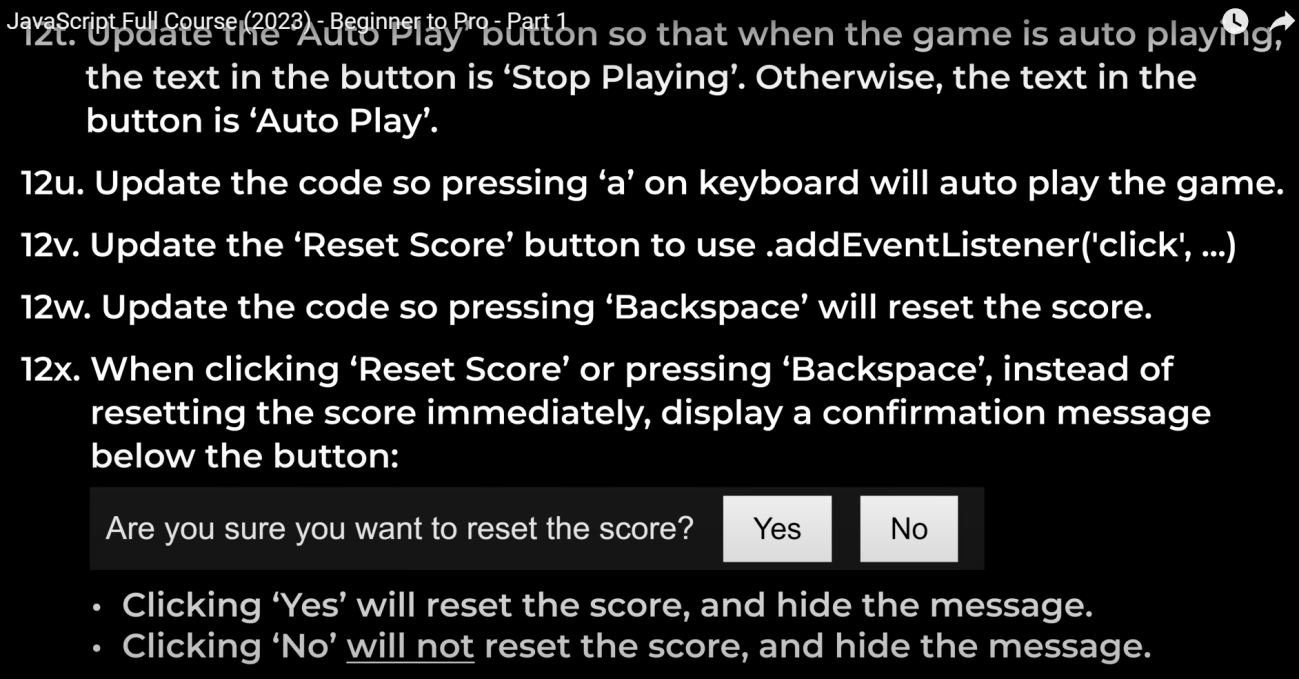 JavaScript Full Course (2023) - Beginner to Pro - Part 1
12t. Update the ‘Auto Play’ button so that when the game is auto playing,
the text in the button is ‘Stop Playing’. Otherwise, the text in the
button is ‘Auto Play’.
12u. Update the code so pressing ‘a’ on keyboard will auto play the game.
12v. Update the ‘Reset Score’ button to use .addEventListener('click', ...)
12w. Update the code so pressing ‘Backspace’ will reset the score.
12x. When clicking ‘Reset Score’ or pressing ‘Backspace’, instead of
resetting the score immediately, display a confirmation message
below the button:
Are you sure you want to reset the score? Yes No
• Clicking ‘Yes’ will reset the score, and hide the message.
• Clicking ‘No’ will not reset the score, and hide the message.